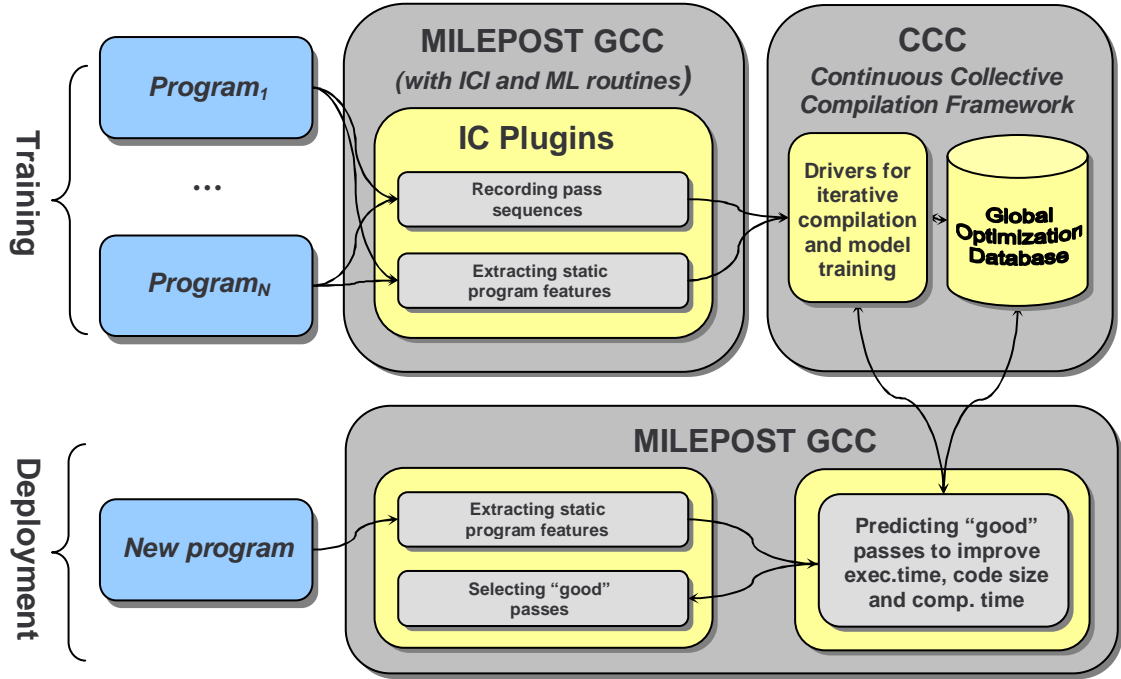 Training
Program1
...
ProgramN
MILEPOST GCC
(with ICI and ML routines)
IC Plugins
Recording pass
sequences
Extracting static
program features
CCC
Continuous Collective
Compilation Framework
Drivers for
iterative
compilation
and model
training
Global
Optimization
Database
Deployment
New program
MILEPOST GCC
Extracting static
program features
Selecting “good”
passes
Predicting “good”
passes to improve
exec.time, code size
and comp. time